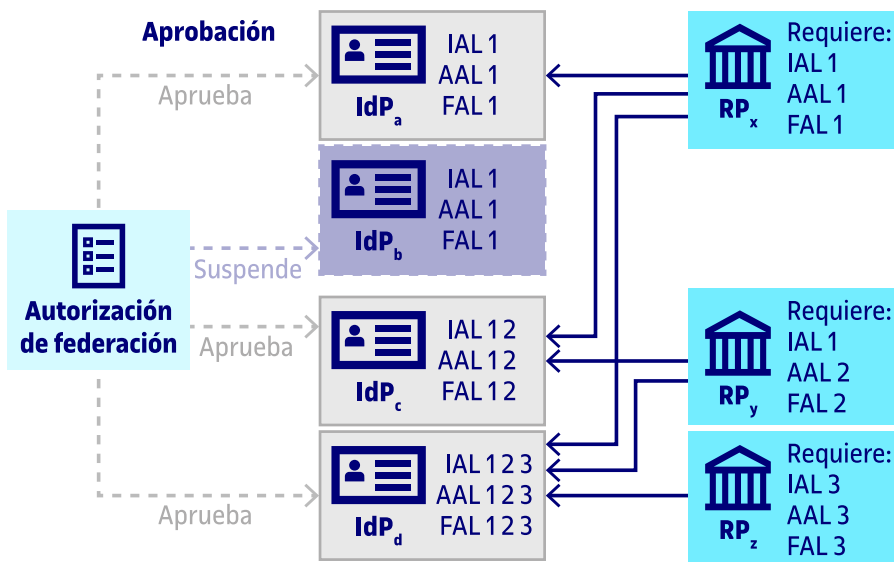 Aprobación
Aprueba
Autorización
de federación
Suspende
Aprueba
Aprueba
IAL 1
AAL 1
FAL 1
IdPa
IAL 1
AAL 1
FAL 1
IdPb
IAL 1 2
AAL 1 2
FAL 1 2
IdPc
IAL 1 2 3
AAL 1 2 3
FAL 1 2 3
IdPd
Requiere:
IAL 1
AAL 1
FAL 1
RPx
Requiere:
IAL 1
AAL 2
FAL 2
RPy
Requiere:
IAL 3
AAL 3
FAL 3
RPz